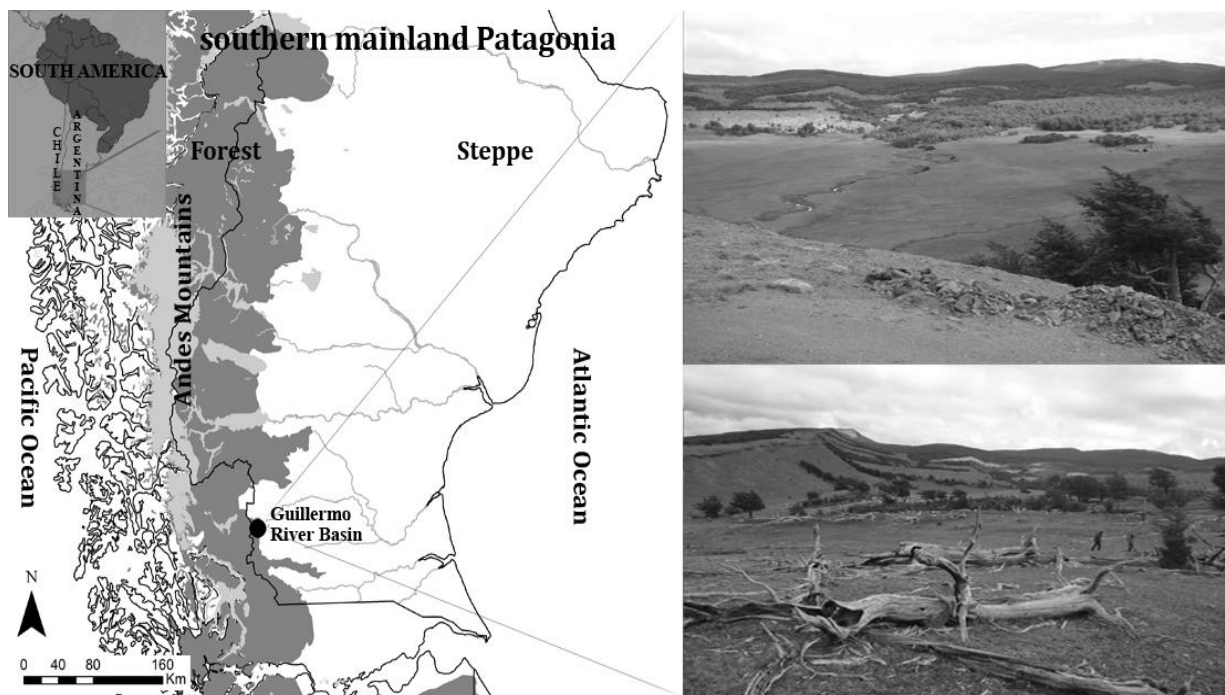 southern mainland Patagonia
SOUTH AMERICA
CHILE
ARGENTINA
Forest
Steppe
Andes Mountains
Pacific Ocean
Atlantic Ocean
Guillermo
River Basin
N
0 40 80 160
Km